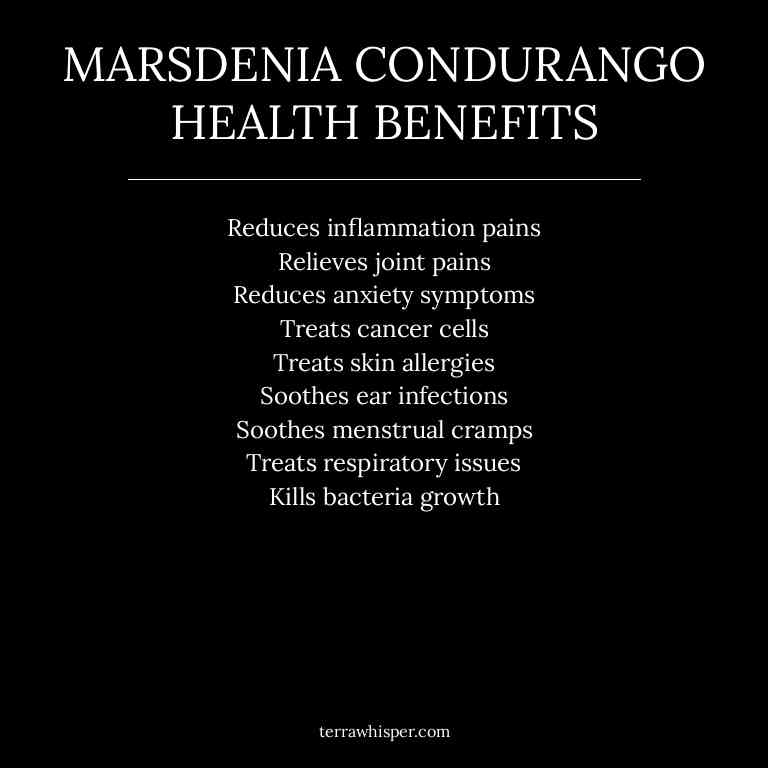 MARSDENIA CONDURANGO
HEALTH BENEFITS
Reduces inflammation pains
Relieves joint pains
Reduces anxiety symptoms
Treats cancer cells
Treats skin allergies
Soothes ear infections
Soothes menstrual cramps
Treats respiratory issues
Kills bacteria growth
terrawhisper.com